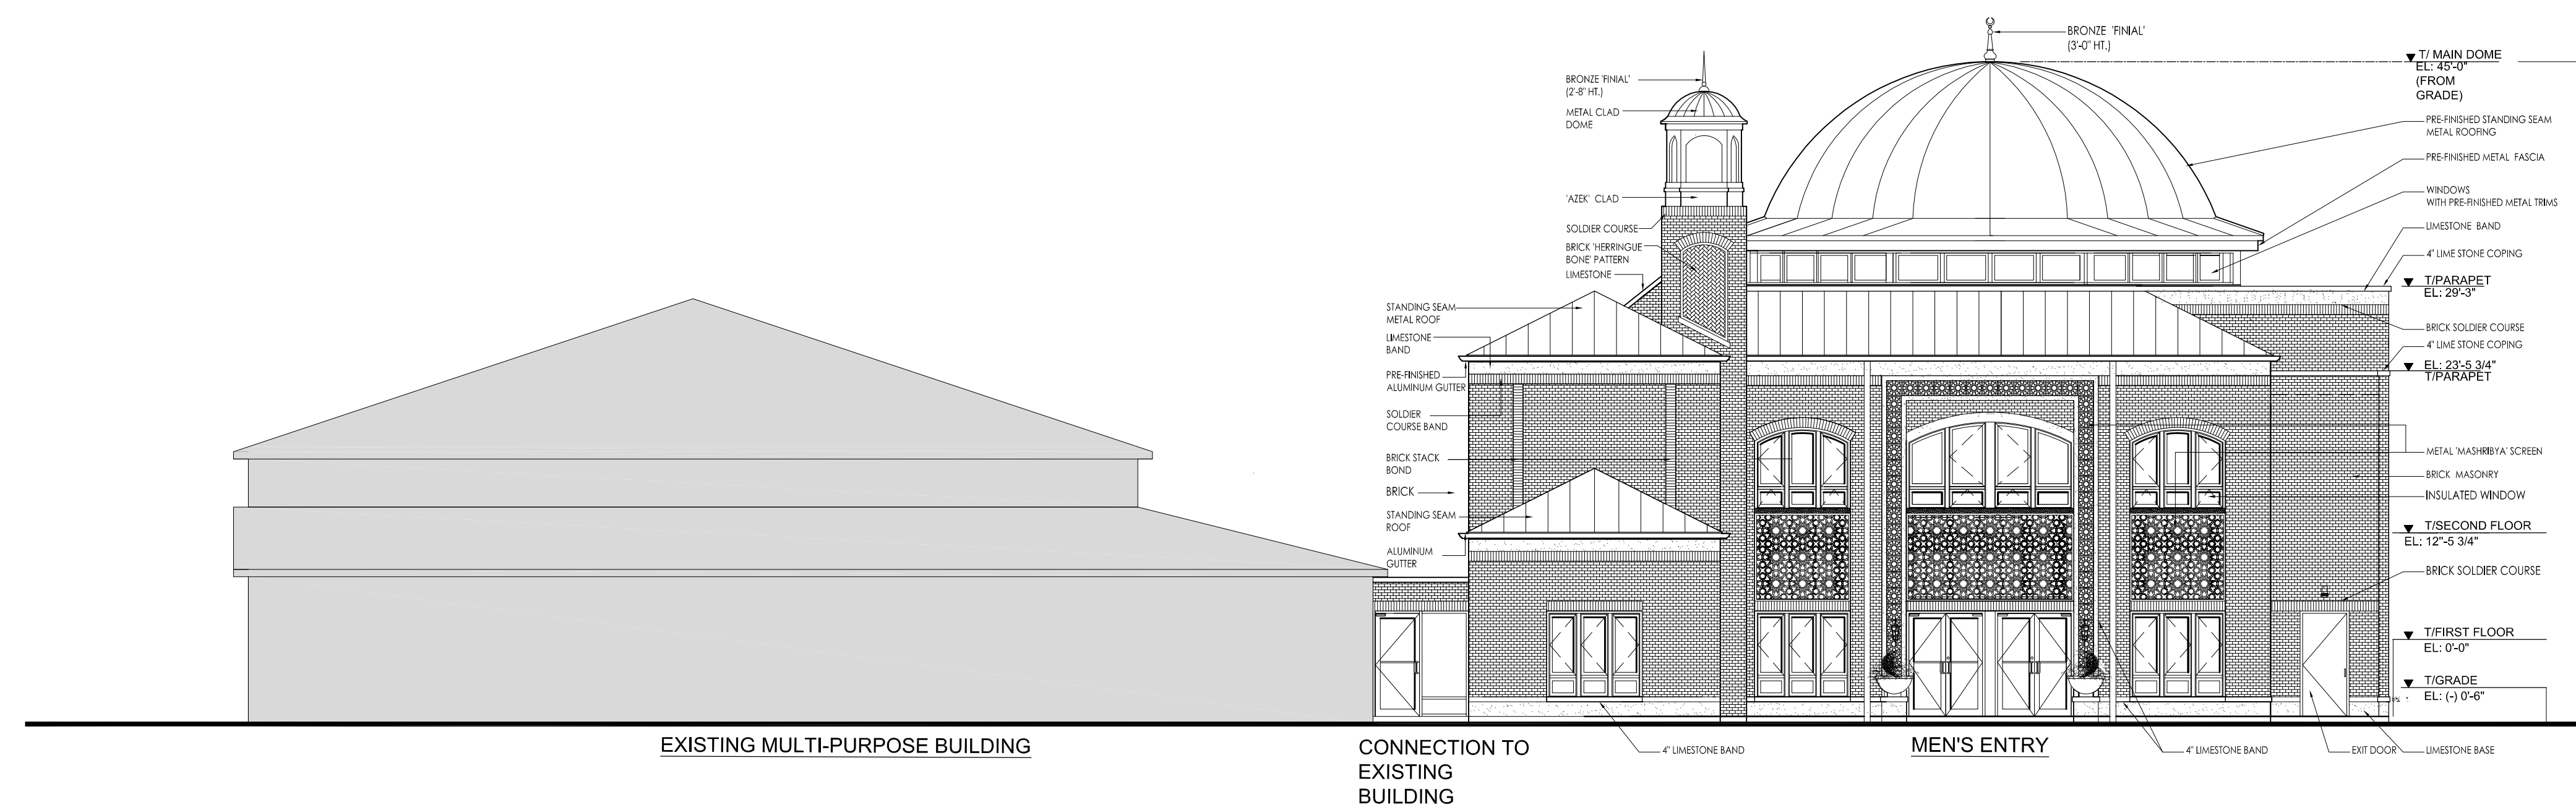 BRONZE 'FINIAL'
(3'-0" HT.)
T/ MAIN DOME
EL: 45'-0"
(FROM
GRADE)
BRONZE 'FINIAL'
(2'-8" HT.)
METAL CLAD
DOME
'AZEK' CLAD
SOLDIER COURSE
BRICK 'HERRINGUE
BONE' PATTERN
LIMESTONE
STANDING SEAM
METAL ROOF
LIMESTONE
BAND
PRE-FINISHED
ALUMINUM GUTTER
SOLDIER
COURSE BAND
BRICK STACK
BOND
BRICK
STANDING SEAM
ROOF
ALUMINUM
GUTTER
PRE-FINISHED STANDING SEAM
METAL ROOFING
PRE-FINISHED METAL FASCIA
WINDOWS
WITH PRE-FINISHED METAL TRIMS
LIMESTONE BAND
4" LIME STONE COPING
T/PARAPET
EL: 29'-3"
BRICK SOLDIER COURSE
4" LIME STONE COPING
EL: 23'-5 3/4"
T/PARAPET
METAL 'MASHRIBYA' SCREEN
BRICK MASONRY
INSULATED WINDOW
T/SECOND FLOOR
EL: 12"-5 3/4"
BRICK SOLDIER COURSE
T/FIRST FLOOR
EL: 0'-0"
T/GRADE
EL: (-) 0'-6"
EXISTING MULTI-PURPOSE BUILDING
CONNECTION TO
EXISTING
BUILDING
4" LIMESTONE BAND
MEN'S ENTRY
4" LIMESTONE BAND
EXIT DOOR
LIMESTONE BASE